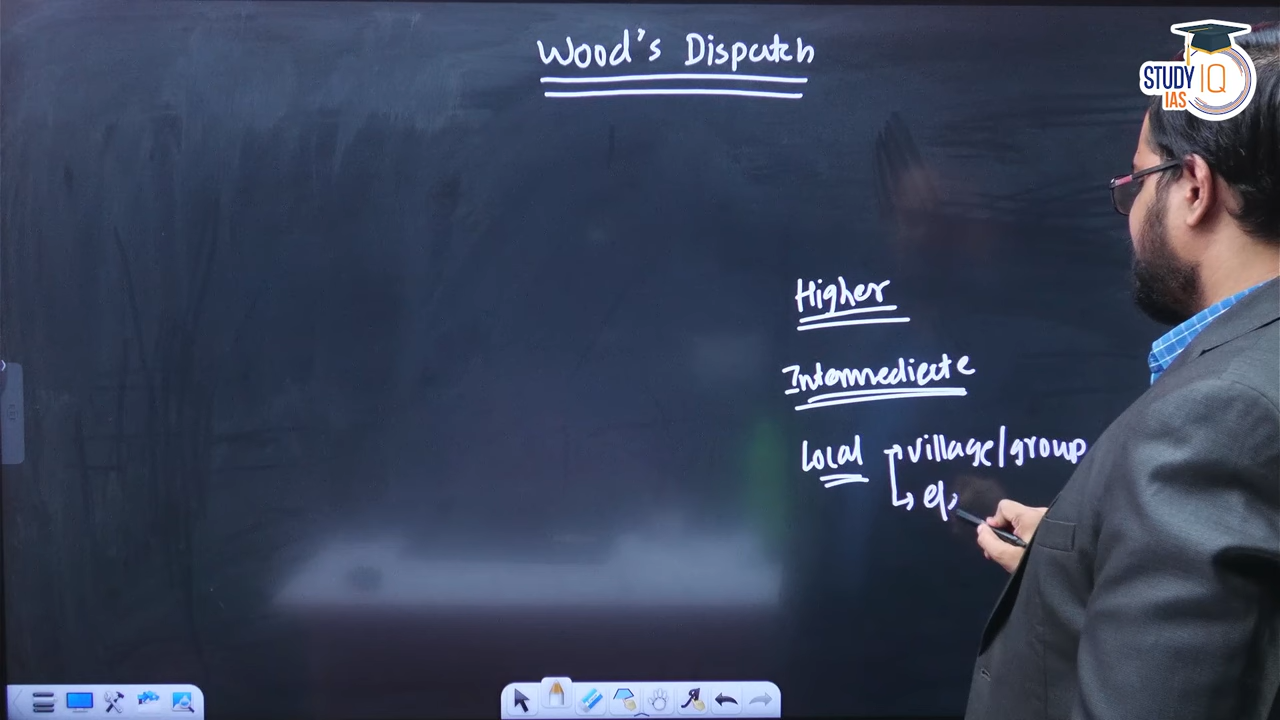 Wood's Dispatch
STUDY IQ
IAS
Higher
Intermediate
Local village/group